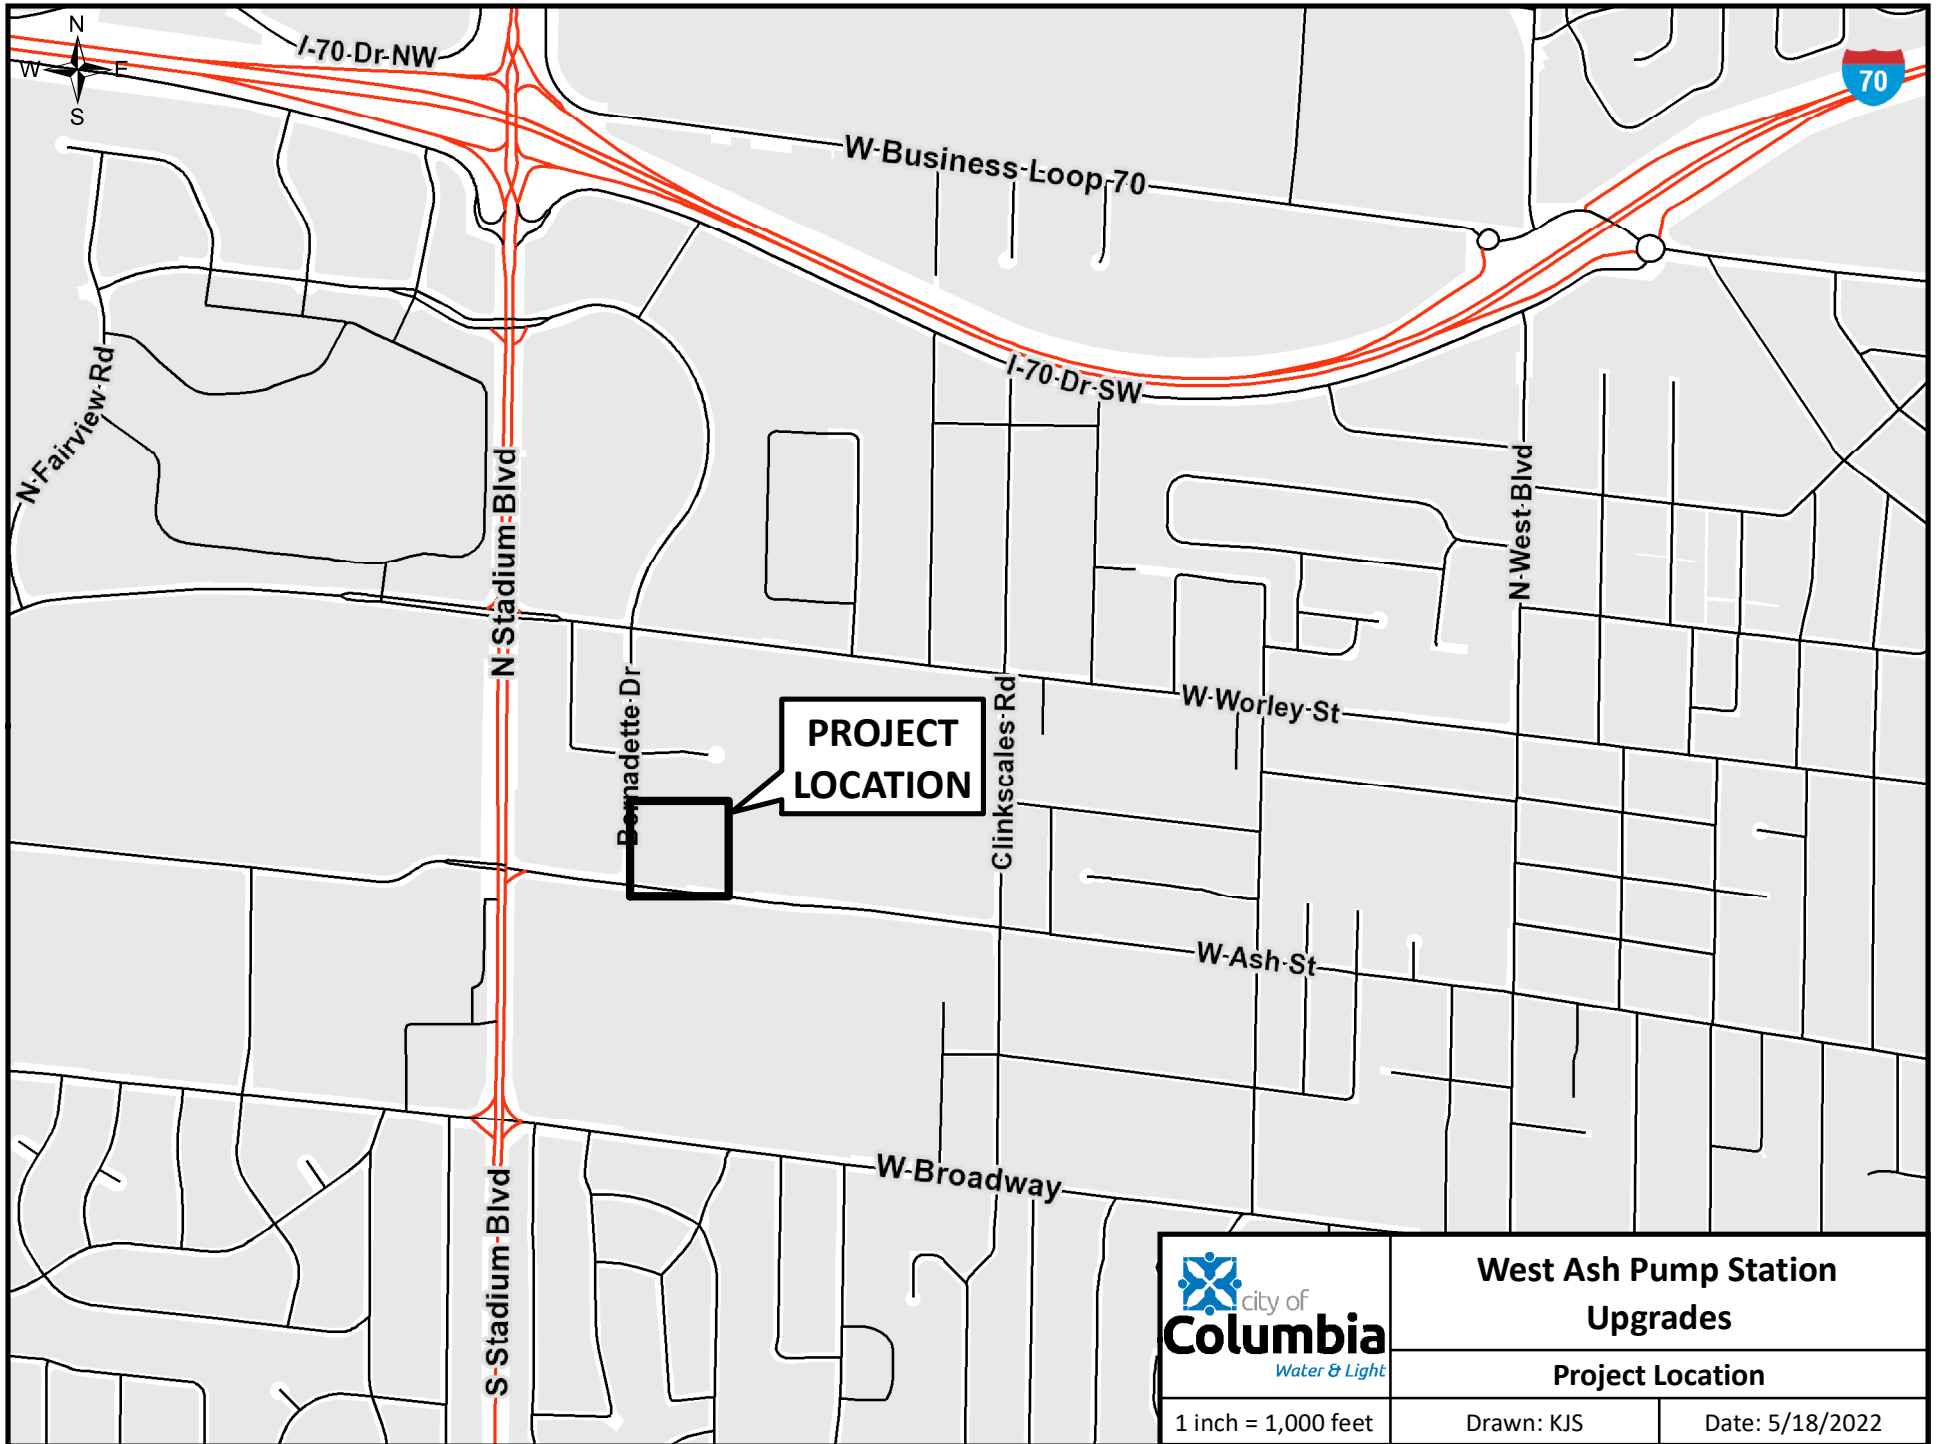 N
W E
S
I-70 Dr NW
70
W Business Loop 70
I-70 Dr SW
N Fairview Rd
N Stadium Blvd
N West Blvd
Bernadette Dr
W Worley St
PROJECT
LOCATION
Clinkscales Rd
W Ash St
W Broadway
S Stadium Blvd
city of
Columbia
Water & Light
West Ash Pump Station
Upgrades
Project Location
1 inch = 1,000 feet
Drawn: KJS
Date: 5/18/2022